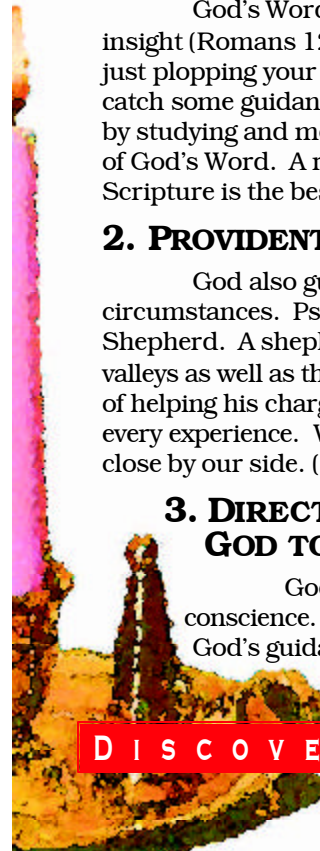 God's Word
insight (Romans 12
just plopping your
catch some guidan
by studying and me
of God's Word. A r
Scripture is the bes
2. PROVIDENT
God also gu
circumstances. Ps
Shepherd. A sheph
valleys as well as th
of helping his charg
every experience. W
close by our side. (
3. DIRECT
GOD TO
God
conscience.
God's guida
DISCOVE